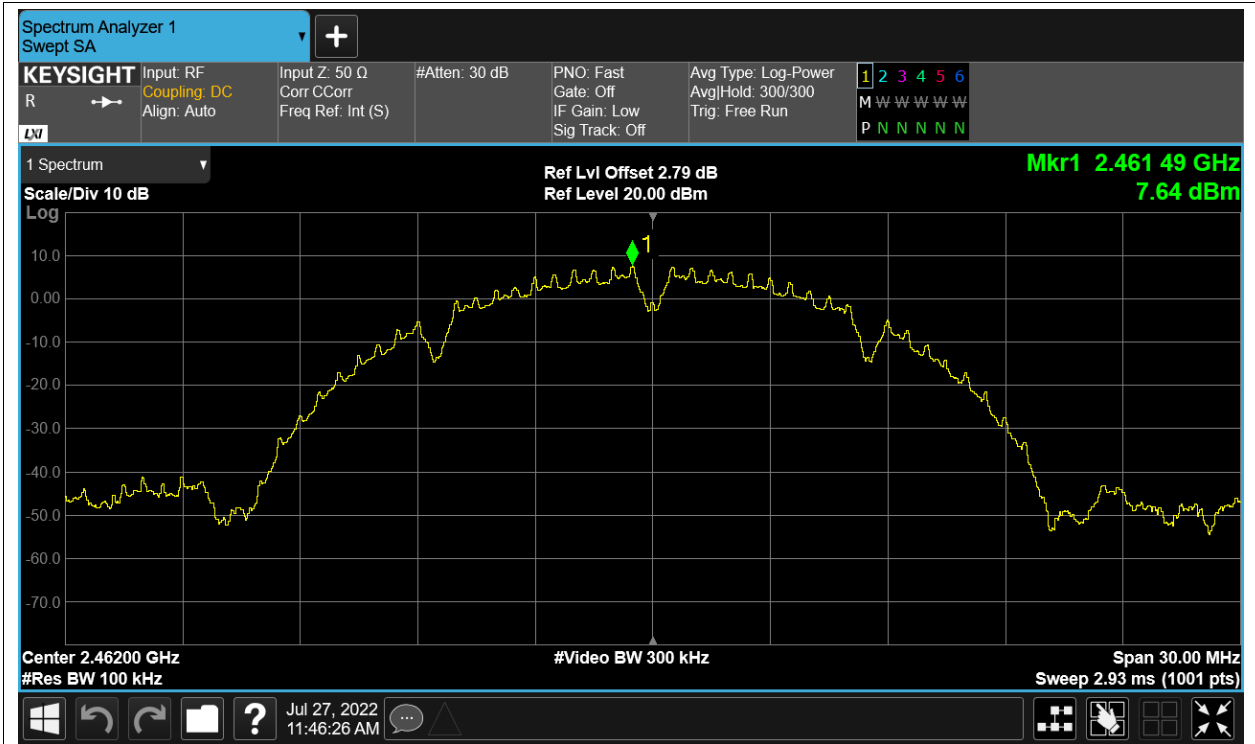 Spectrum Analyzer 1
Swept SA
KEYSIGHT
R
LXI
Input: RF
Coupling: DC
Align: Auto
Input Z: 50 Ω
Corr CCorr
Freq Ref: Int (S)
#Atten: 30 dB
PNO: Fast
Gate: Off
IF Gain: Low
Sig Track: Off
Avg Type: Log-Power
Avg|Hold: 300/300
Trig: Free Run
1 2 3 4 5 6
M W W W W W
P N N N N N
1 Spectrum
Scale/Div 10 dB
Log
Ref Lvl Offset 2.79 dB
Ref Level 20.00 dBm
Mkr1 2.461 49 GHz
7.64 dBm
1
10.0
0.00
-10.0
-20.0
-30.0
-40.0
-50.0
-60.0
-70.0
Center 2.46200 GHz
#Res BW 100 kHz
#Video BW 300 kHz
Span 30.00 MHz
Sweep 2.93 ms (1001 pts)
?
Jul 27, 2022
11:46:26 AM